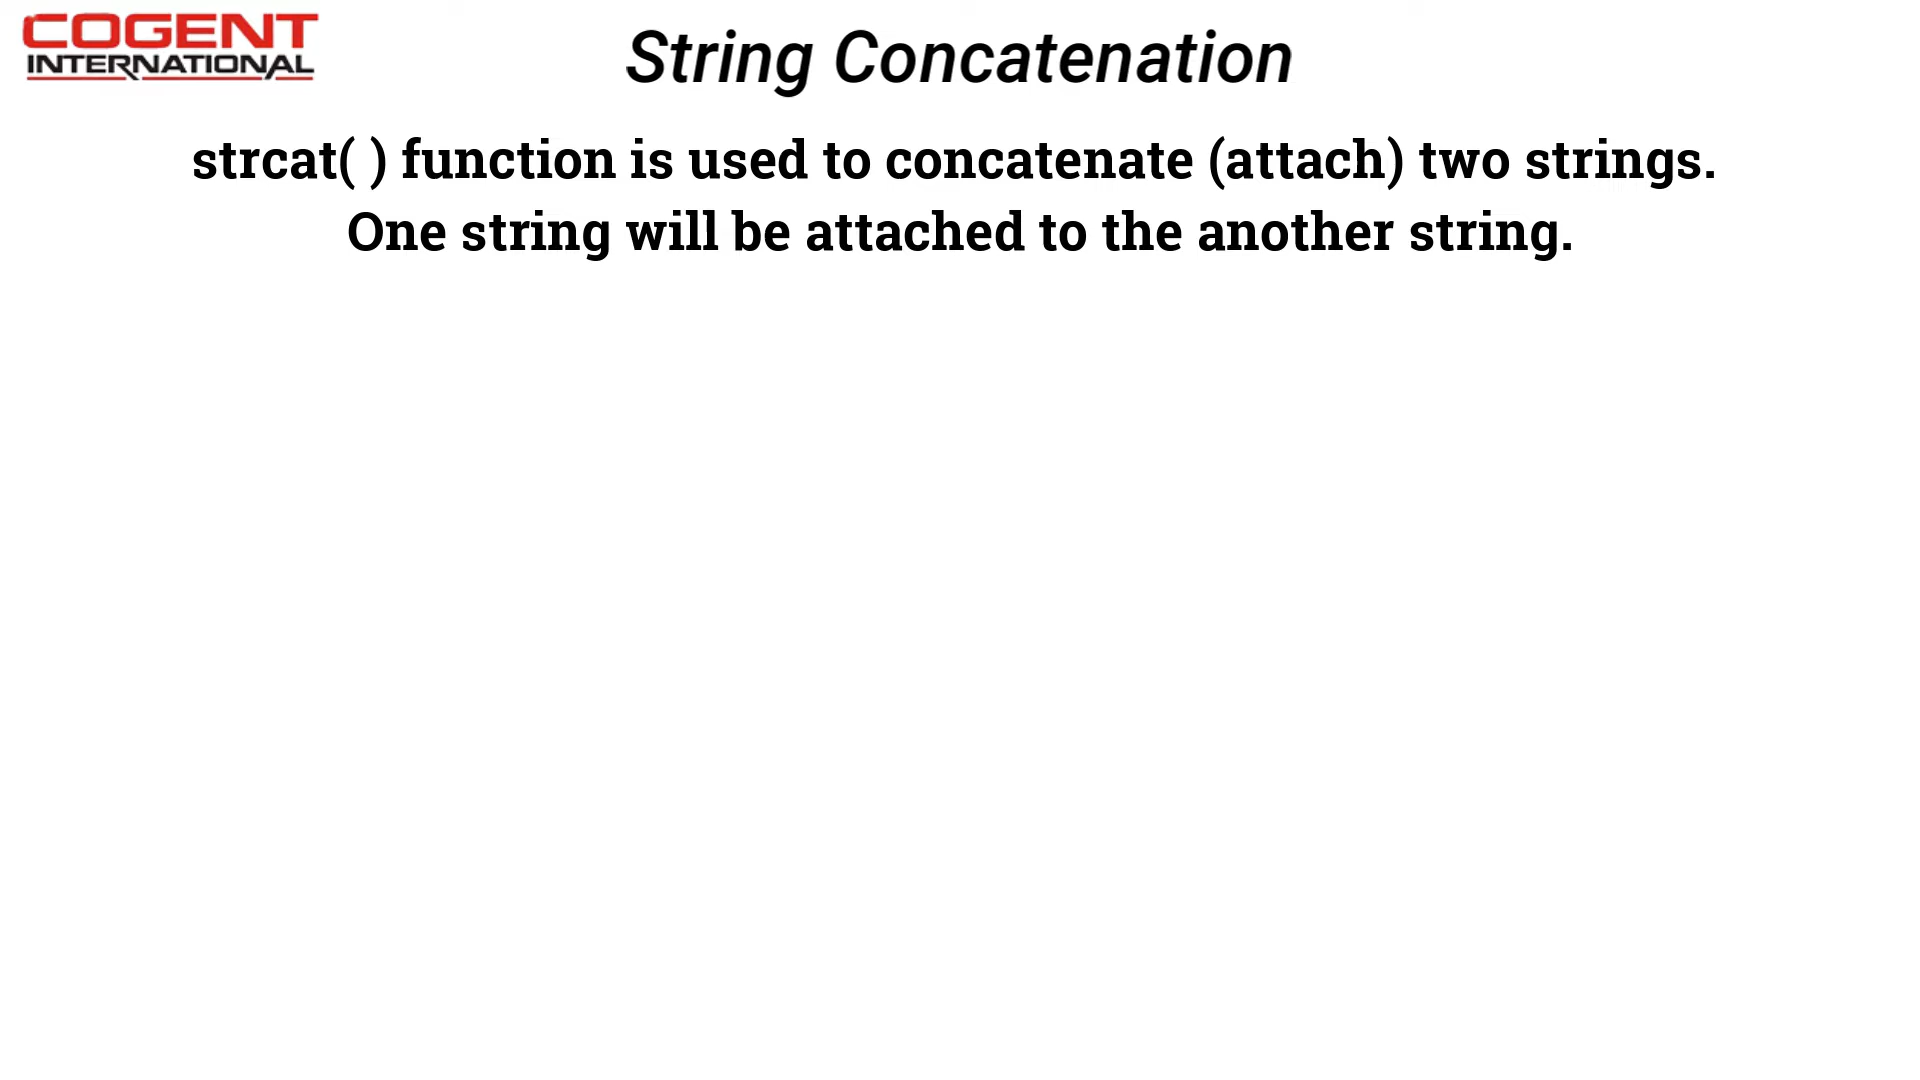 COGENT
INTERNATIONAL
String Concatenation
strcat( ) function is used to concatenate (attach) two strings.
One string will be attached to the another string.